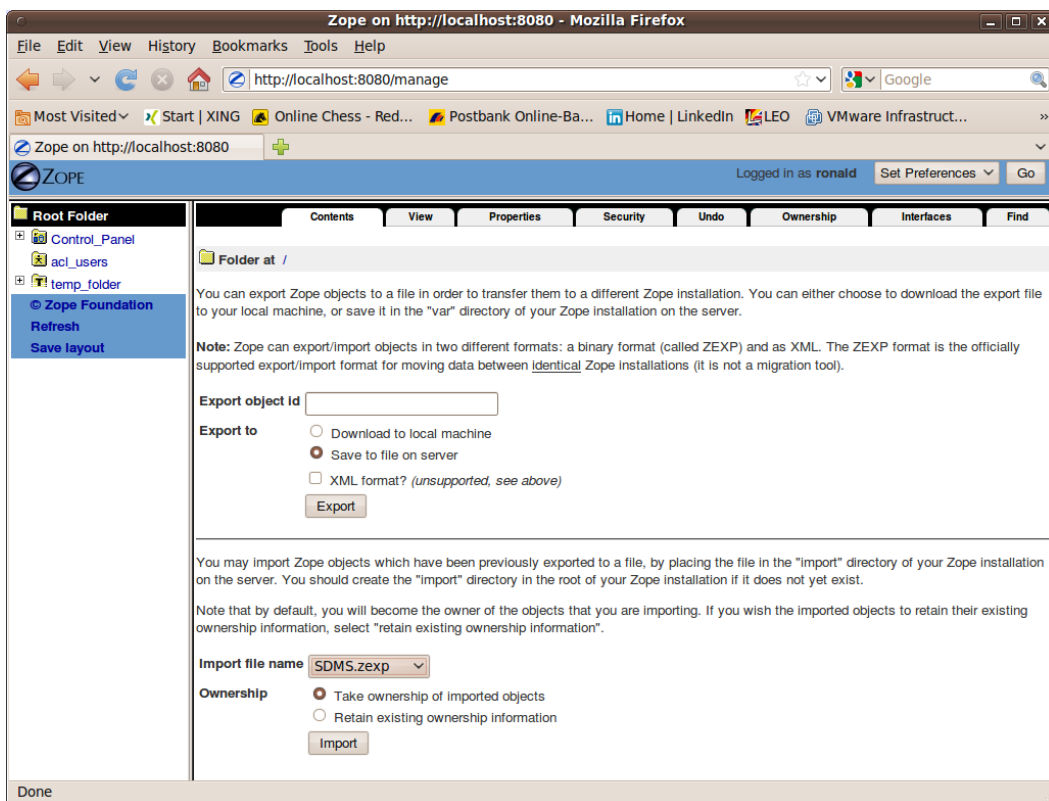 Zope on http://localhost:8080 - Mozilla Firefox
File Edit View History Bookmarks Tools Help
http://localhost:8080/manage Google
Most Visited Start | XING Online Chess - Red... Postbank Online-Ba... Home | LinkedIn LEO VMware Infrastruct... »
Zope on http://localhost:8080
ZOPE Logged in as ronald Set Preferences Go
Root Folder
Control_Panel
acl_users
temp_folder
© Zope Foundation
Refresh
Save layout
Contents View Properties Security Undo Ownership Interfaces Find
Folder at /
You can export Zope objects to a file in order to transfer them to a different Zope installation. You can either choose to download the export file
to your local machine, or save it in the "var" directory of your Zope installation on the server.
Note: Zope can export/import objects in two different formats: a binary format (called ZEXP) and as XML. The ZEXP format is the officially
supported export/import format for moving data between identical Zope installations (it is not a migration tool).
Export object id
Export to Download to local machine
Save to file on server
XML format? (unsupported, see above)
Export
You may import Zope objects which have been previously exported to a file, by placing the file in the "import" directory of your Zope installation
on the server. You should create the "import" directory in the root of your Zope installation if it does not yet exist.
Note that by default, you will become the owner of the objects that you are importing. If you wish the imported objects to retain their existing
ownership information, select "retain existing ownership information".
Import file name SDMS.zexp
Ownership Take ownership of imported objects
Retain existing ownership information
Import
Done